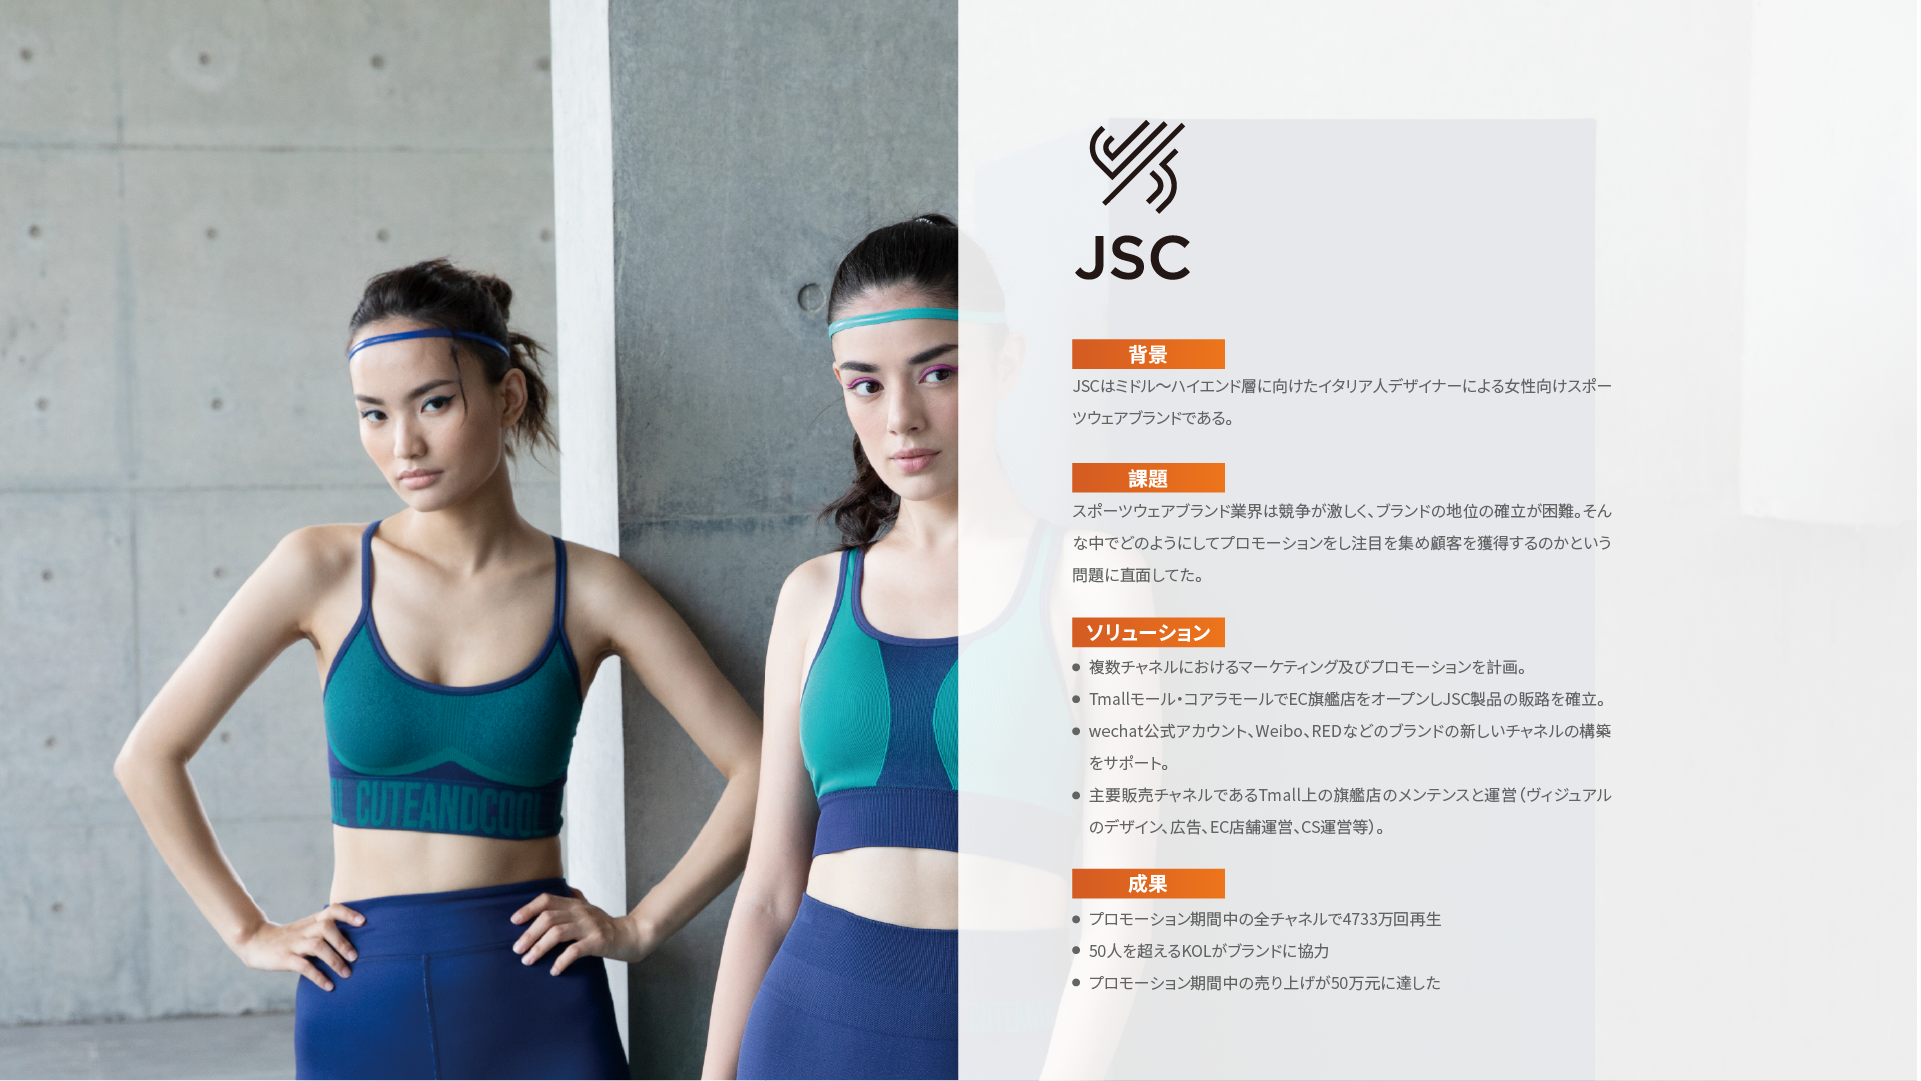 JSC
背景
JSCはミドル〜ハイエンド層に向けたイタリア人デザイナーによる女性向けスポー
ツウェアブランドである。
課題
スポーツウェアブランド業界は競争が激しく、ブランドの地位の確立が困難。そん
な中でどのようにしてプロモーションをし注目を集め顧客を獲得するのかという
問題に直面してた。
ソリューション
● 複数チャネルにおけるマーケティング及びプロモーションを計画。
● Tmallモール・コアラモールでEC旗艦店をオープンしJSC製品の販路を確立。
● wechat公式アカウント、Weibo、REDなどのブランドの新しいチャネルの構築
をサポート。
● 主要販売チャネルであるTmall上の旗艦店のメンテンスと運営（ヴィジュアル
のデザイン、広告、EC店舗運営、CS運営等）。
成果
● プロモーション期間中の全チャネルで4733万回再生
● 50人を超えるKOLがブランドに協力
● プロモーション期間中の売り上げが50万元に達した
CUTEANDCOOL